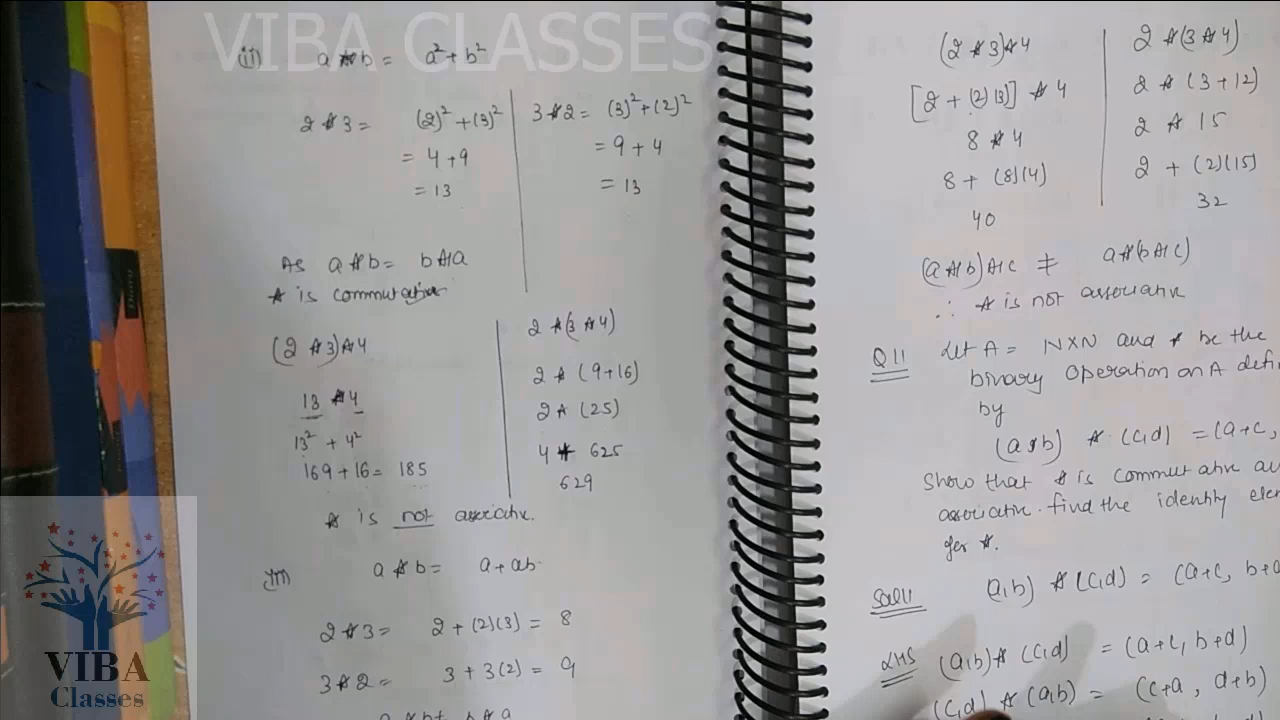 VIBA CLASSES
(ii) a * b = a² + b²
2 * 3 = (2)² + (3)²
= 4 + 9
= 13
3 * 2 = (3)² + (2)²
= 9 + 4
= 13
As a * b = b * a
* is commutative
(2 * 3) * 4
13 * 4
13² + 4²
169 + 16 = 185
2 * (3 * 4)
2 * (9+16)
2 * (25)
4 + 625
629
* is not associative.
(iii) a * b = a + ab.
2 * 3 = 2 + (2)(3) = 8
3 * 2 = 3 + 3(2) = 9
a * b ≠ b * a
(2 * 3) * 4
[2 + (2)(3)] * 4
8 * 4
8 + (8)(4)
40
2 * (3 * 4)
2 * (3 + 12)
2 * 15
2 + (2)(15)
32
(a * b) * c ≠ a * (b * c)
∴ * is not associative
Q11 Let A = N×N and * be the
binary operation on A defi
by
(a, b) * (c, d) = (a+c,
Show that * is commutative
associative. find the identity ele
for *.
Sol11 a, b) * (c, d) = (a+c, b+d
LHS (a, b) * (c, d) = (a+c, b+d)
(c, d) * (a, b) = (c+a, d+b)
VIBA
Classes